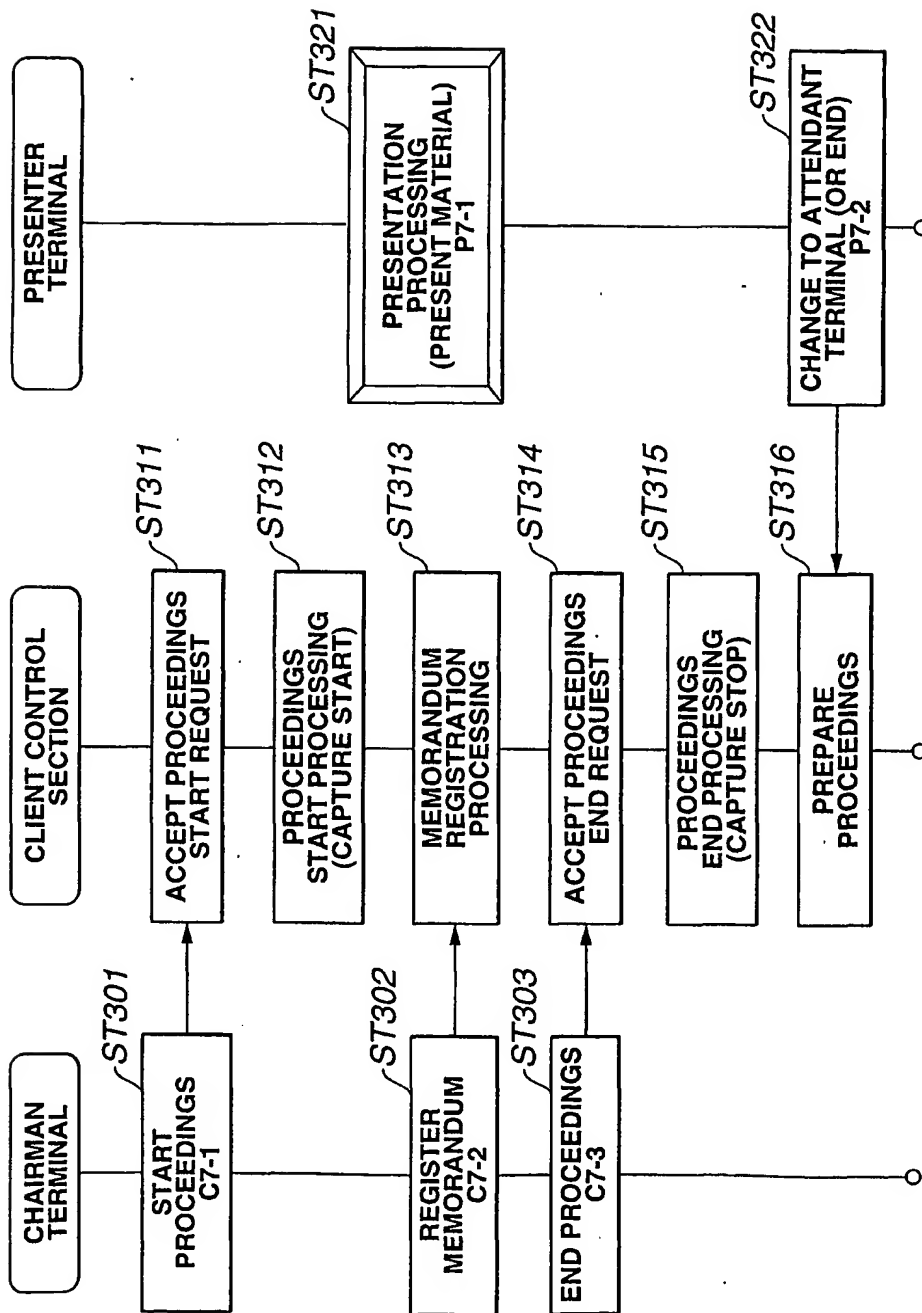 CHAIRMAN
TERMINAL
START
PROCEEDINGS
C7-1
ST301
REGISTER
MEMORANDUM
C7-2
ST302
END PROCEEDINGS
C7-3
ST303
CLIENT CONTROL
SECTION
ACCEPT PROCEEDINGS
START REQUEST
ST311
PROCEEDINGS
START PROCESSING
(CAPTURE START)
ST312
MEMORANDUM
REGISTRATION
PROCESSING
ST313
ACCEPT PROCEEDINGS
END REQUEST
ST314
PROCEEDINGS
END PROCESSING
(CAPTURE STOP)
ST315
PREPARE
PROCEEDINGS
ST316
PRESENTER
TERMINAL
PRESENTATION
PROCESSING
(PRESENT MATERIAL)
P7-1
ST321
CHANGE TO ATTENDANT
TERMINAL (OR END)
P7-2
ST322